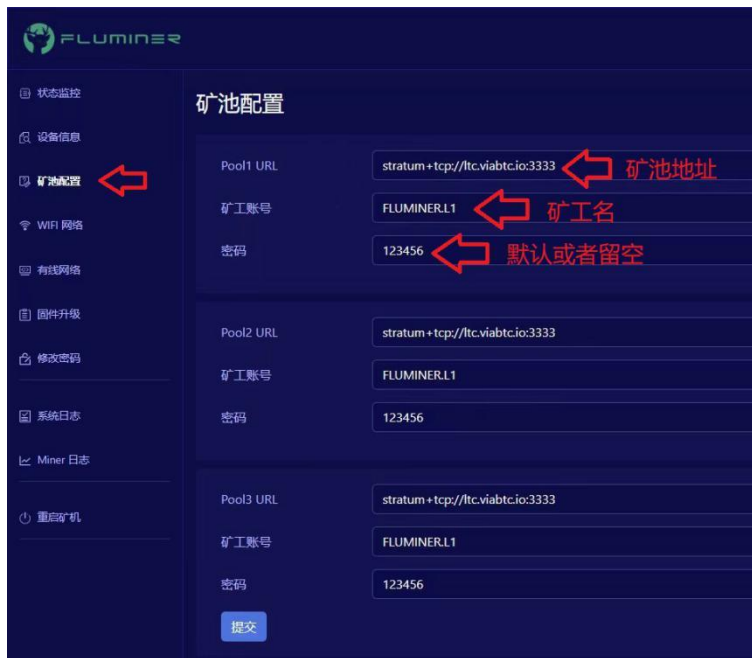 FLUMINER
状态监控
设备信息
矿池配置
WIFI 网络
有线网络
固件升级
修改密码
系统日志
Miner 日志
重启矿机
矿池配置
Pool1 URL stratum+tcp://ltc.viabtc.io:3333 矿池地址
矿工账号 FLUMINER.L1 矿工名
密码 123456 默认或者留空
Pool2 URL stratum+tcp://ltc.viabtc.io:3333
矿工账号 FLUMINER.L1
密码 123456
Pool3 URL stratum+tcp://ltc.viabtc.io:3333
矿工账号 FLUMINER.L1
密码 123456
提交